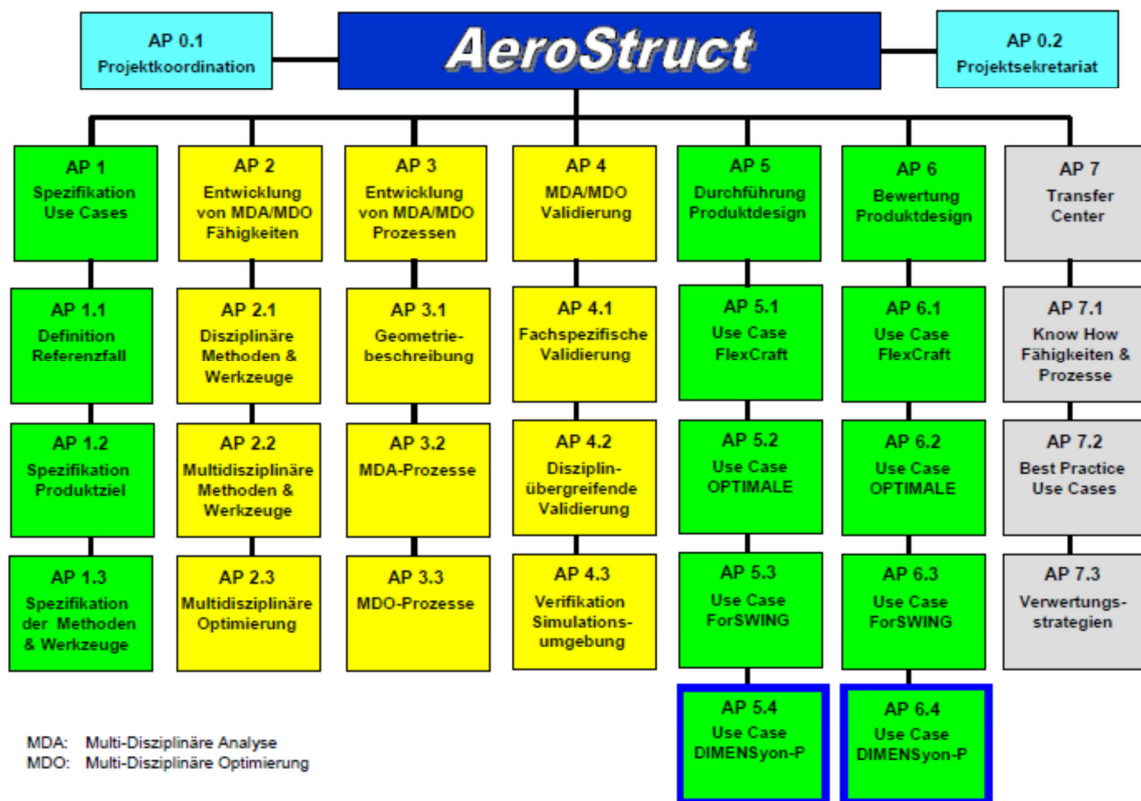 AP 0.1
Projektkoordination
AeroStruct
AP 0.2
Projektsekretariat
AP 1
Spezifikation
Use Cases
AP 2
Entwicklung
von MDA/MDO
Fähigkeiten
AP 3
Entwicklung
von MDA/MDO
Prozessen
AP 4
MDA/MDO
Validierung
AP 5
Durchführung
Produktdesign
AP 6
Bewertung
Produktdesign
AP 7
Transfer
Center
AP 1.1
Definition
Referenzfall
AP 2.1
Disziplinäre
Methoden &
Werkzeuge
AP 3.1
Geometrie-
beschreibung
AP 4.1
Fachspezifische
Validierung
AP 5.1
Use Case
FlexCraft
AP 6.1
Use Case
FlexCraft
AP 7.1
Know How
Fähigkeiten &
Prozesse
AP 1.2
Spezifikation
Produktziel
AP 2.2
Multidisziplinäre
Methoden &
Werkzeuge
AP 3.2
MDA-Prozesse
AP 4.2
Disziplin-
übergreifende
Validierung
AP 5.2
Use Case
OPTIMALE
AP 6.2
Use Case
OPTIMALE
AP 7.2
Best Practice
Use Cases
AP 1.3
Spezifikation
der Methoden
& Werkzeuge
AP 2.3
Multidisziplinäre
Optimierung
AP 3.3
MDO-Prozesse
AP 4.3
Verifikation
Simulations-
umgebung
AP 5.3
Use Case
ForSWING
AP 6.3
Use Case
ForSWING
AP 7.3
Verwertungs-
strategien
AP 5.4
Use Case
DIMENSyon-P
AP 6.4
Use Case
DIMENSyon-P
MDA: Multi-Disziplinäre Analyse
MDO: Multi-Disziplinäre Optimierung